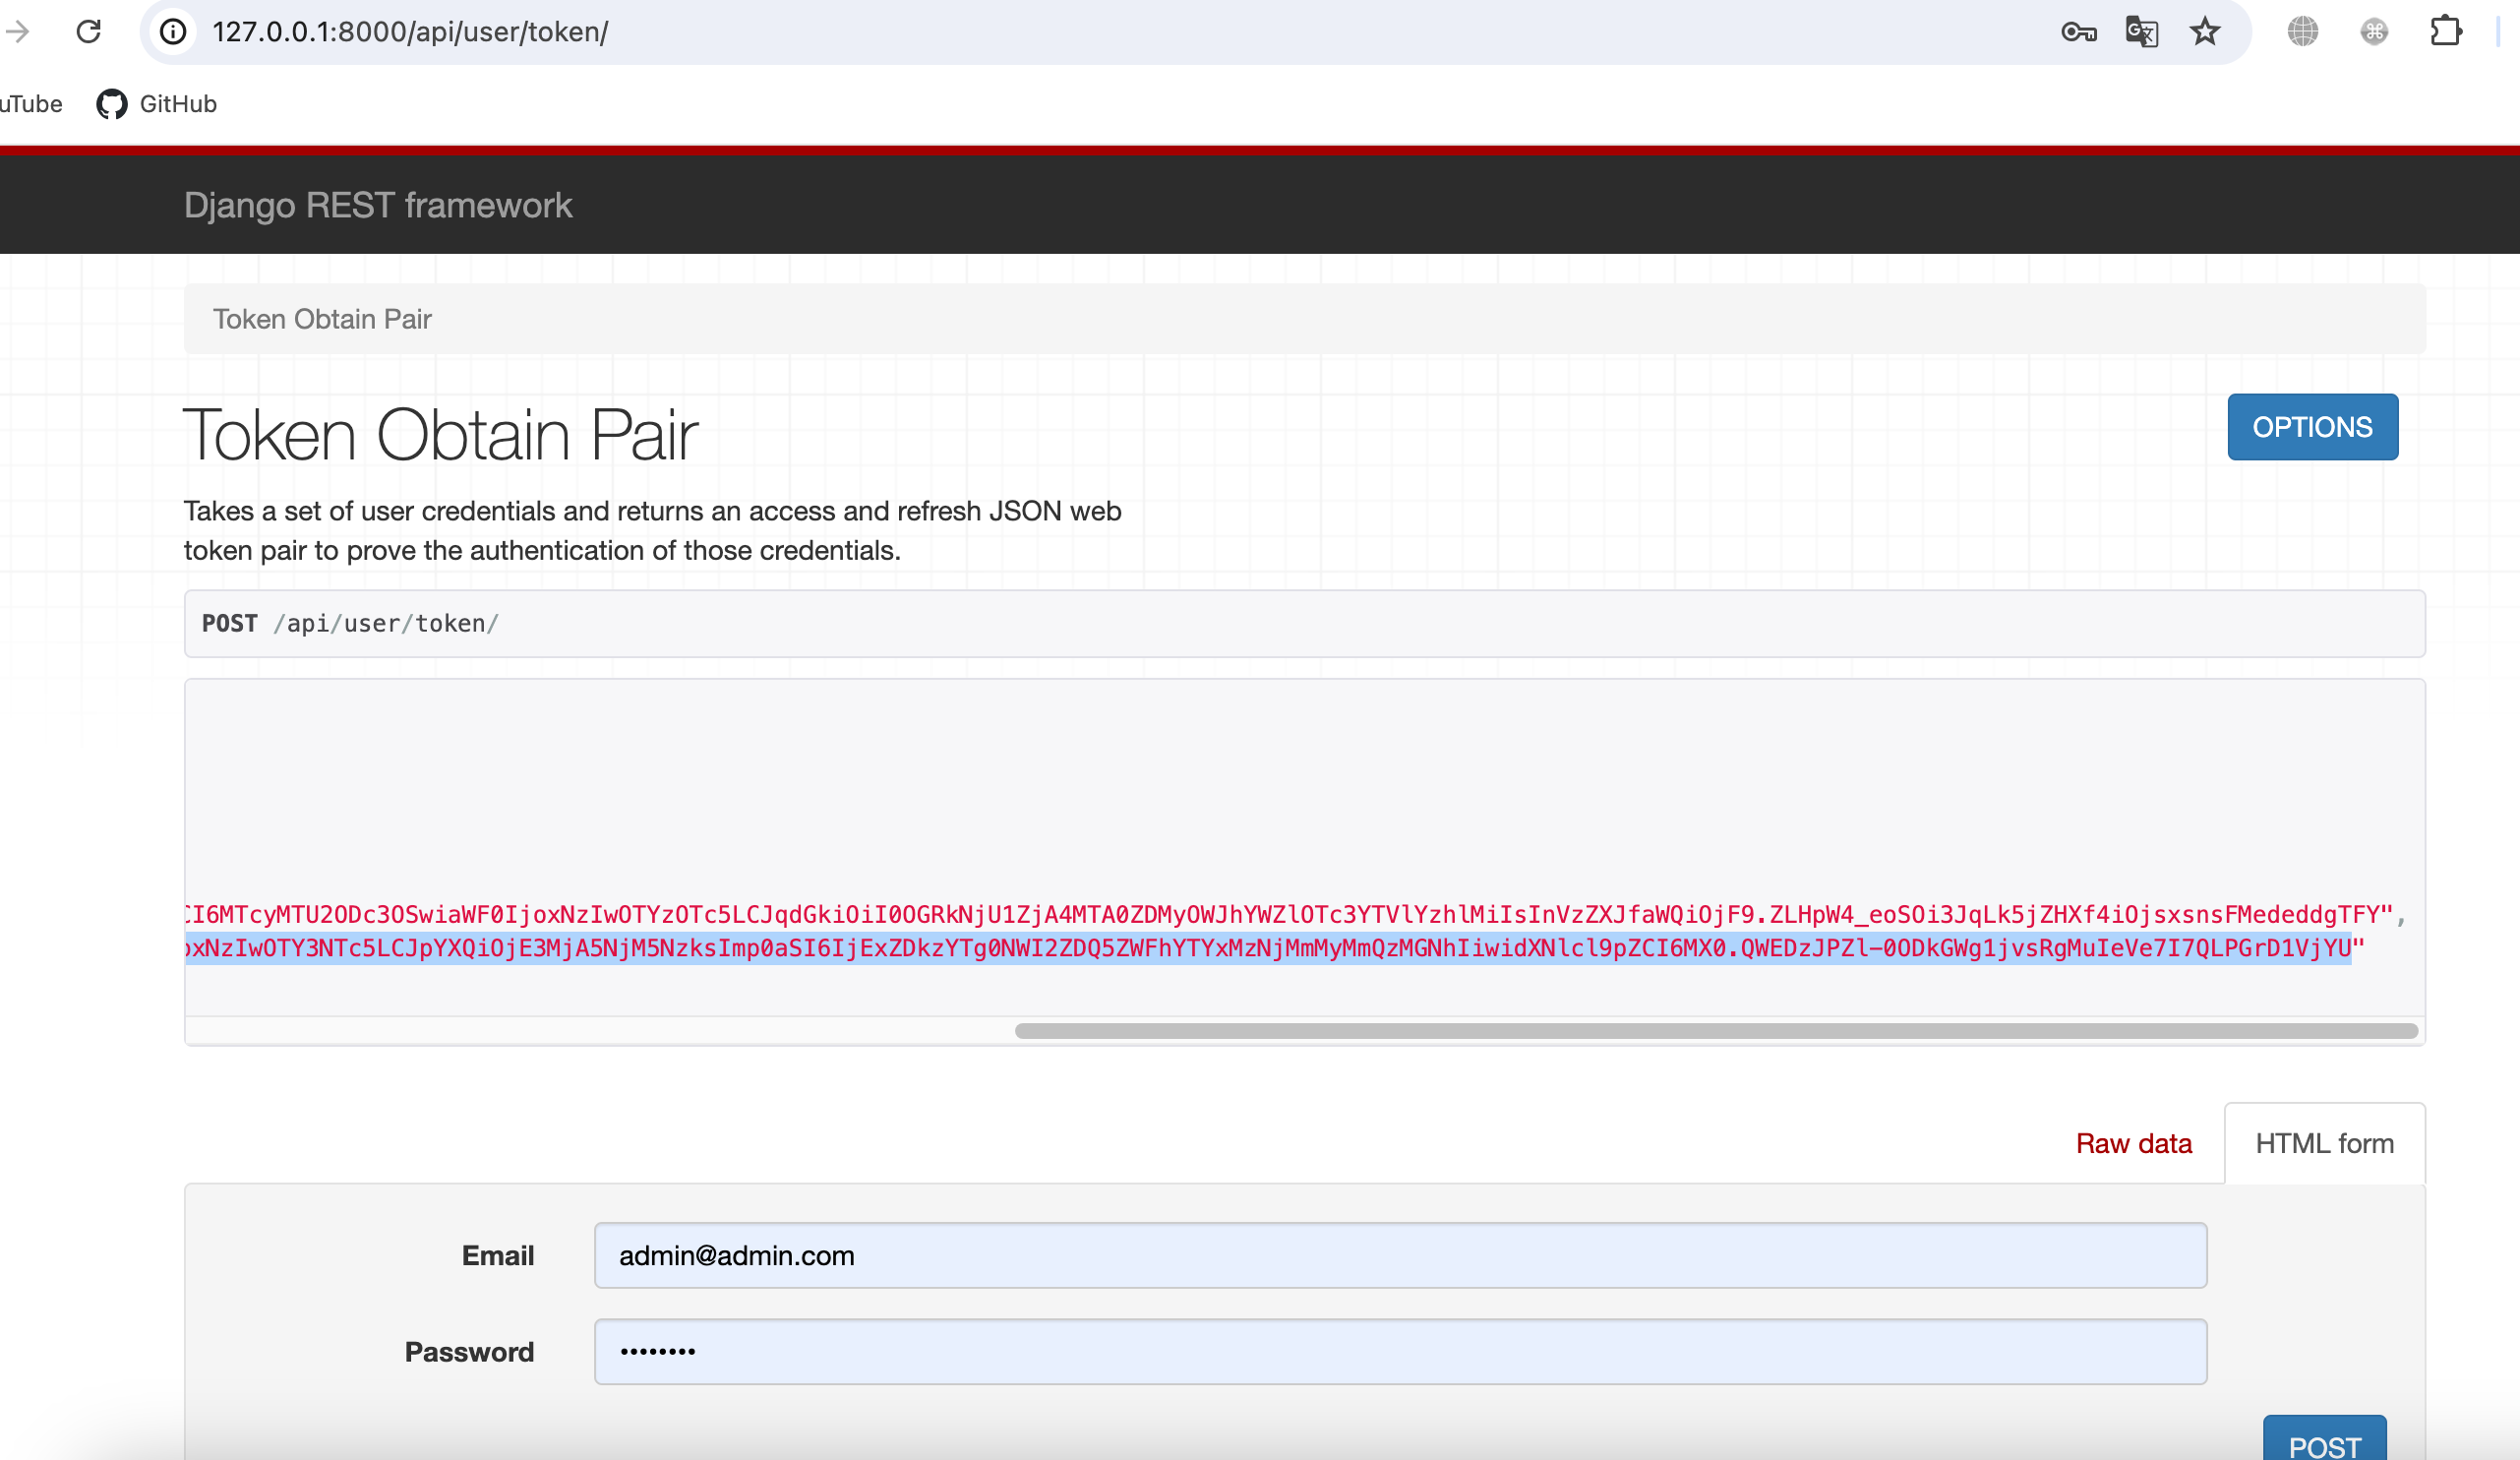 127.0.0.1:8000/api/user/token/
uTube GitHub
Django REST framework
Token Obtain Pair
Token Obtain Pair
OPTIONS
Takes a set of user credentials and returns an access and refresh JSON web
token pair to prove the authentication of those credentials.
POST /api/user/token/
CI6MTcyMTU2ODc3OSwiaWF0IjoxNzIwOTYzOTc5LCJqdGkiOiI0OGRkNjU1ZjA4MTA0ZDMyOWJhYWZlOTc3YTVlYzhlMiIsInVzZXJfaWQiOjF9.ZLHpW4_eoSOi3JqLk5jZHXf4iOjsxsnsFMededdgTFY",
oxNzIwOTY3NTc5LCJpYXQiOjE3MjA5NjM5NzksImp0aSI6IjExZDkzYTg0NWI2ZDQ5ZWFhYTYxMzNjMmMyMmQzMGNhIiwidXNlcl9pZCI6MX0.QWEDzJPZl-0ODkGWg1jvsRgMuIeVe7I7QLPGrD1VjYU"
Raw data
HTML form
Email
admin@admin.com
Password
••••••••
POST